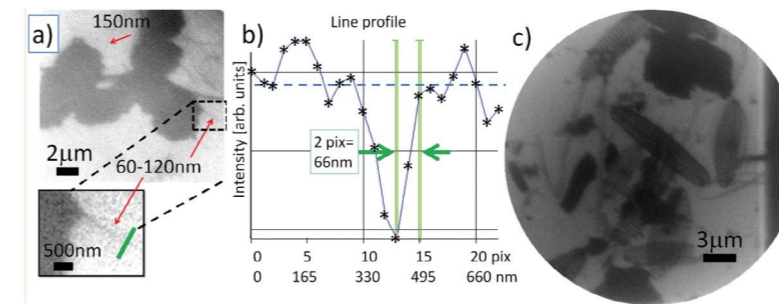 a)
150nm
2μm
60-120nm
500nm
b)
Line profile
Intensity [arb. units]
2 pix=
66nm
0 5 10 15 20 pix
0 165 330 495 660 nm
c)
3μm